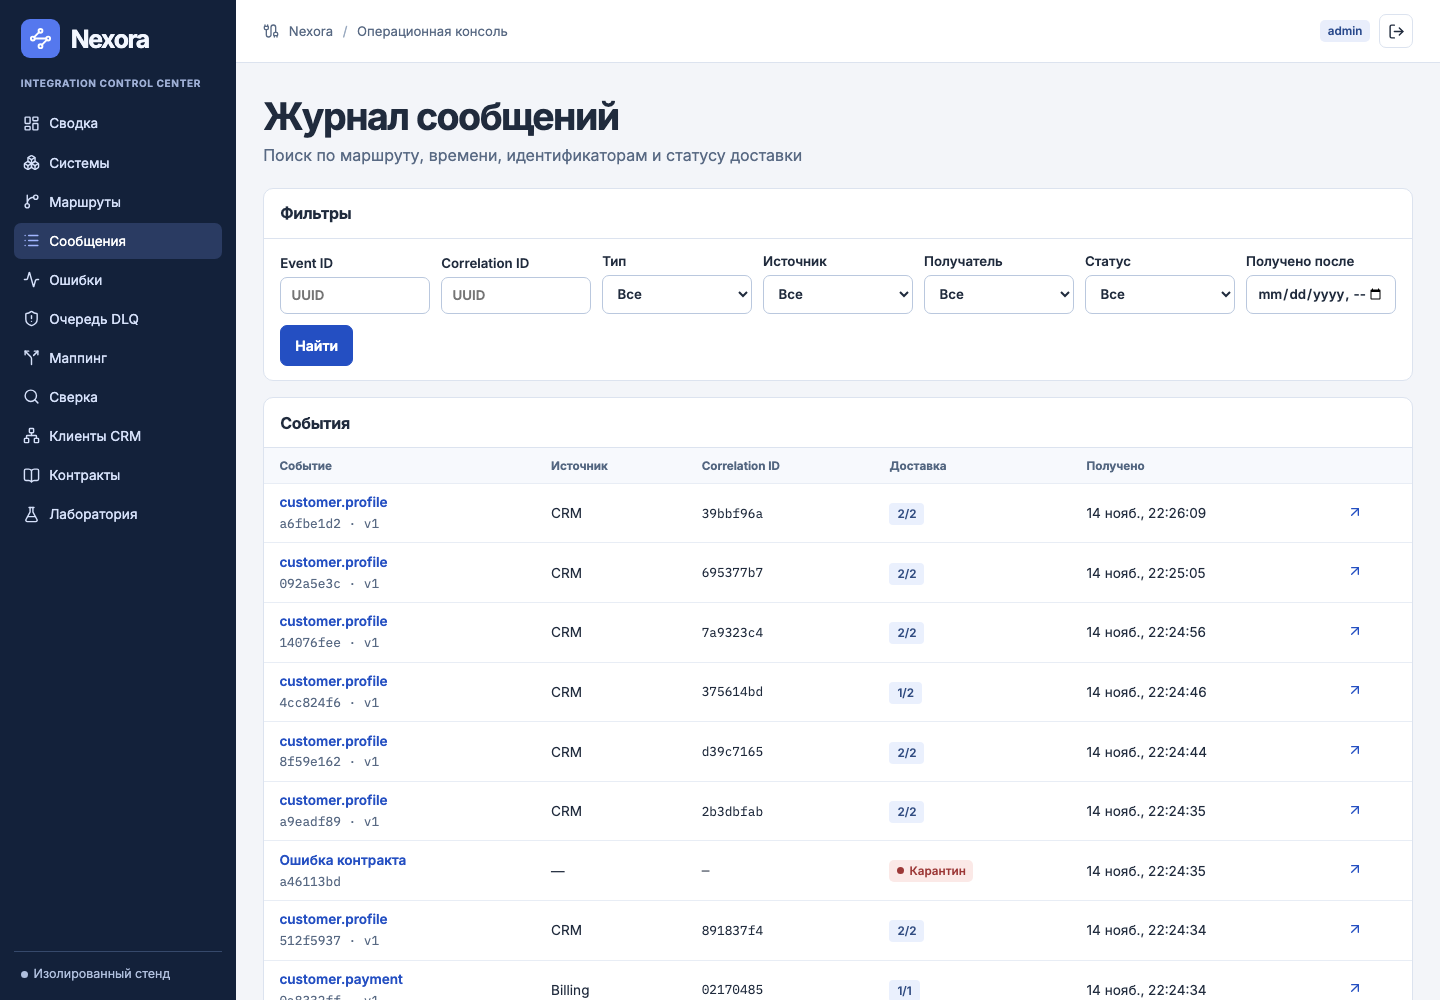 Nexora
INTEGRATION CONTROL CENTER
Сводка
Системы
Маршруты
Сообщения
Ошибки
Очередь DLQ
Маппинг
Сверка
Клиенты CRM
Контракты
Лаборатория
Изолированный стенд
Nexora / Операционная консоль
admin
Журнал сообщений
Поиск по маршруту, времени, идентификаторам и статусу доставки
Фильтры
Event ID Correlation ID Тип Источник Получатель Статус Получено после
UUID UUID Все Все Все Все mm/dd/yyyy, --
Найти
События
Событие Источник Correlation ID Доставка Получено
customer.profile
a6fbe1d2 · v1 CRM 39bbf96a 2/2 14 нояб., 22:26:09
customer.profile
092a5e3c · v1 CRM 695377b7 2/2 14 нояб., 22:25:05
customer.profile
14076fee · v1 CRM 7a9323c4 2/2 14 нояб., 22:24:56
customer.profile
4cc824f6 · v1 CRM 375614bd 1/2 14 нояб., 22:24:46
customer.profile
8f59e162 · v1 CRM d39c7165 2/2 14 нояб., 22:24:44
customer.profile
a9eadf89 · v1 CRM 2b3dbfab 2/2 14 нояб., 22:24:35
Ошибка контракта
a46113bd — — Карантин 14 нояб., 22:24:35
customer.profile
512f5937 · v1 CRM 891837f4 2/2 14 нояб., 22:24:34
customer.payment
Billing 02170485 1/1 14 нояб., 22:24:34